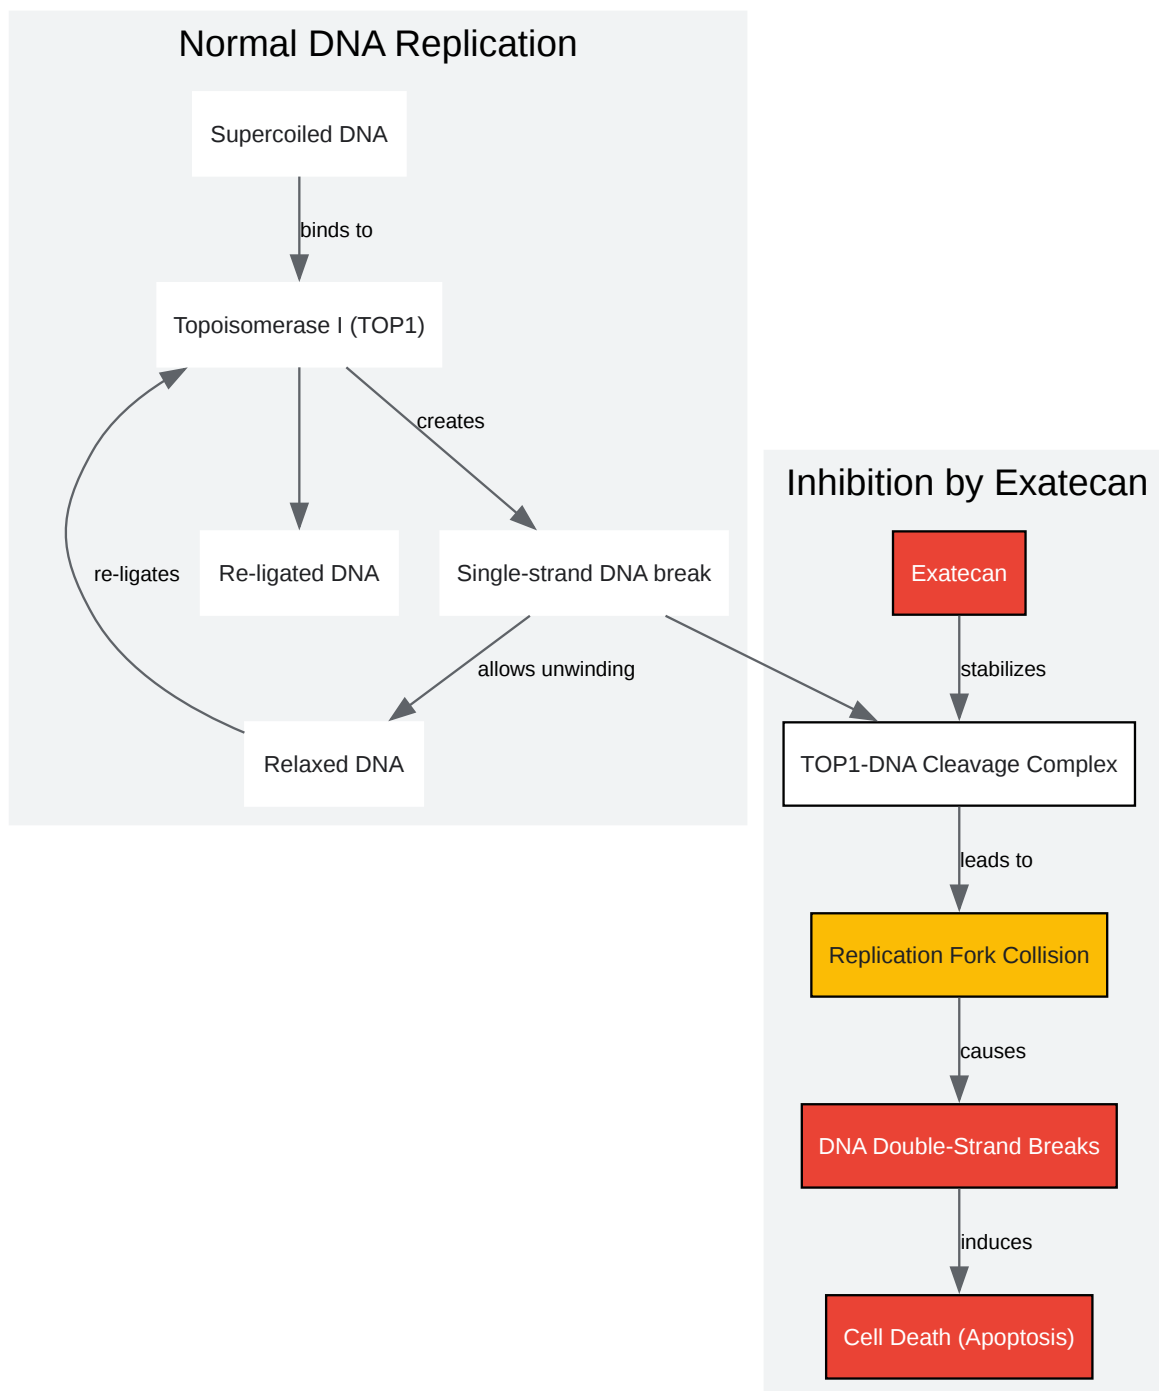 Normal DNA Replication
Supercoiled DNA
binds to
Topoisomerase I (TOP1)
creates
re-ligates
Re-ligated DNA
Single-strand DNA break
allows unwinding
Relaxed DNA
Inhibition by Exatecan
Exatecan
stabilizes
TOP1-DNA Cleavage Complex
leads to
Replication Fork Collision
causes
DNA Double-Strand Breaks
induces
Cell Death (Apoptosis)